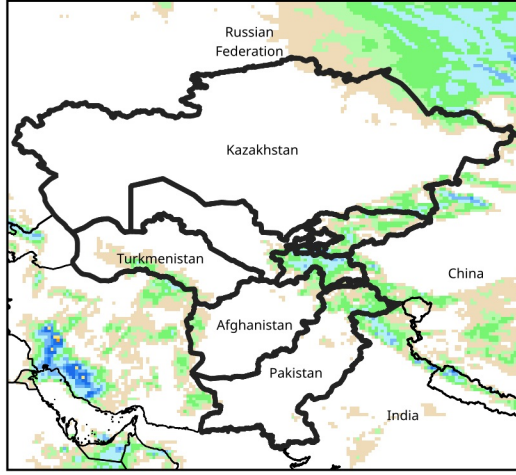 Russian
Federation
Kazakhstan
Turkmenistan
China
Afghanistan
Pakistan
India